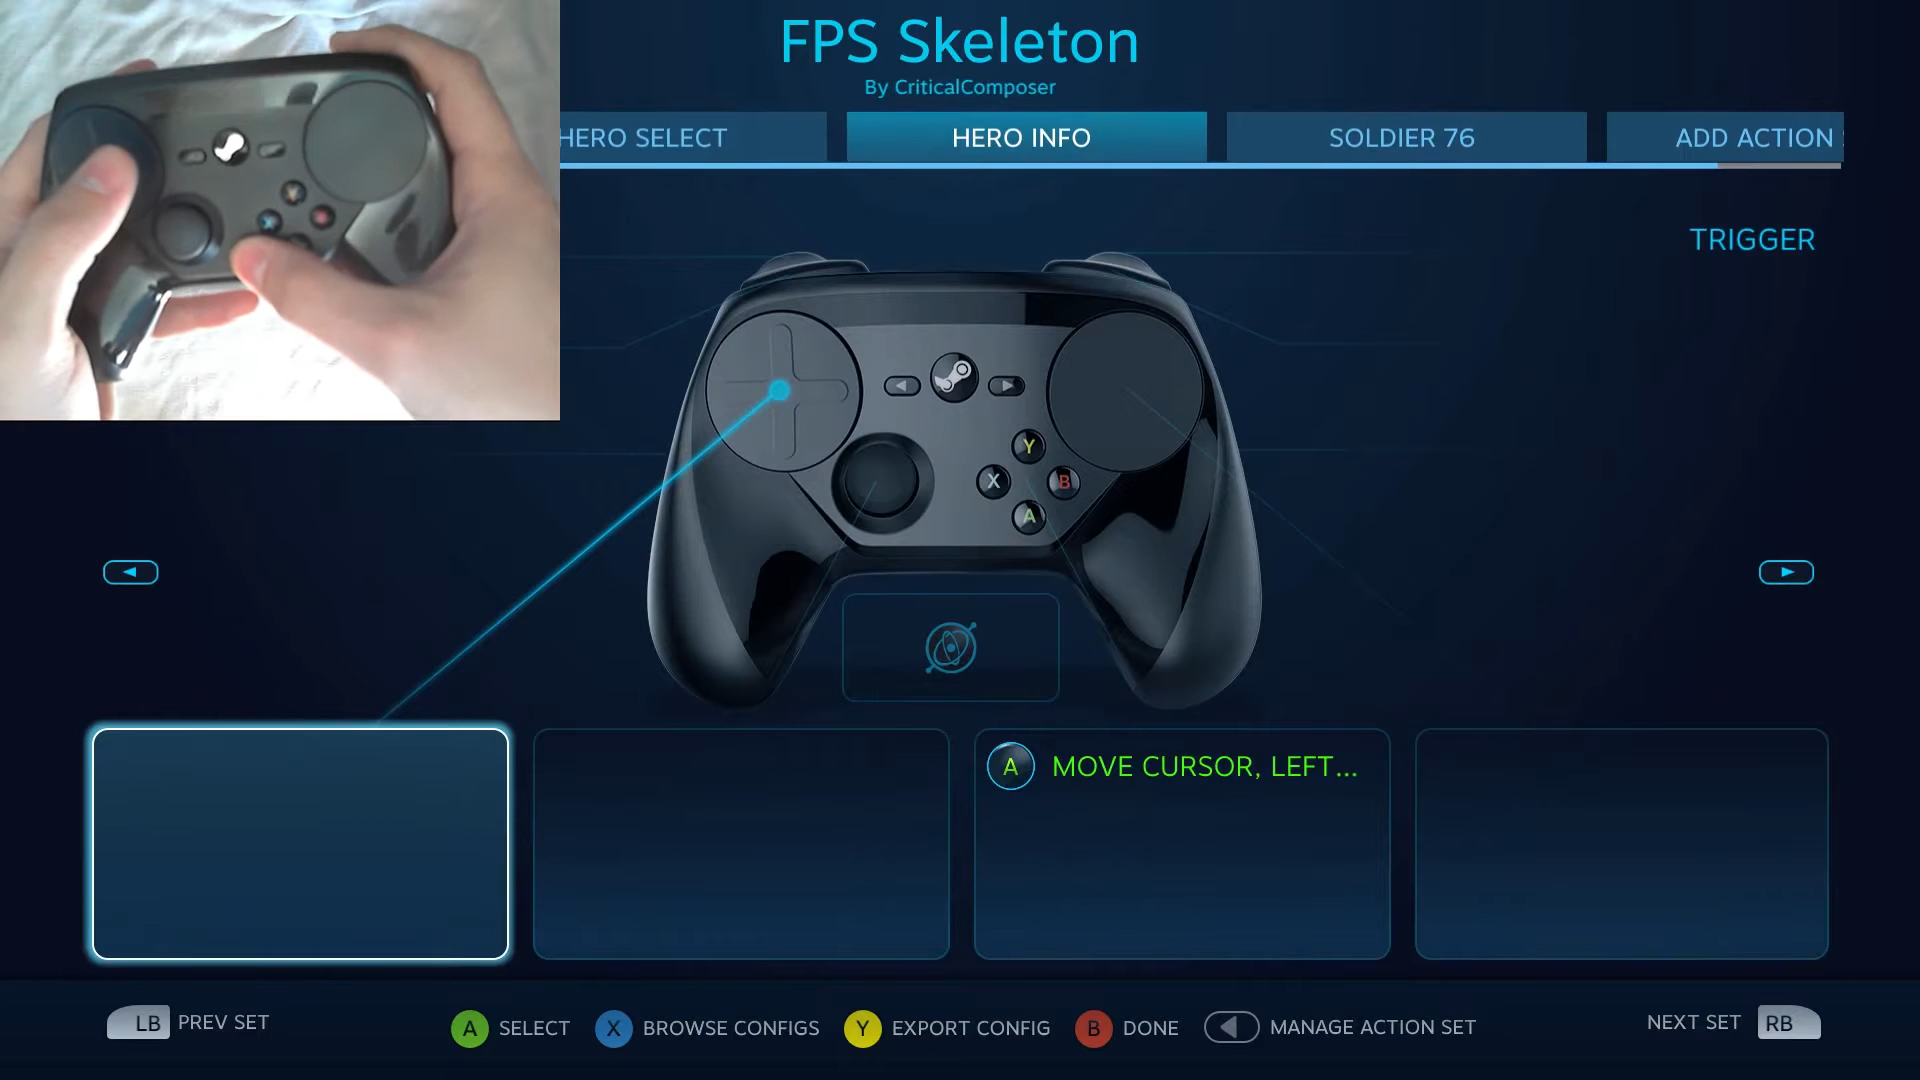 FPS Skeleton
By CriticalComposer
HERO SELECT
HERO INFO
SOLDIER 76
ADD ACTION
TRIGGER
Y
X
B
A
A MOVE CURSOR, LEFT...
LB PREV SET
A SELECT
X BROWSE CONFIGS
Y EXPORT CONFIG
B DONE
MANAGE ACTION SET
NEXT SET RB